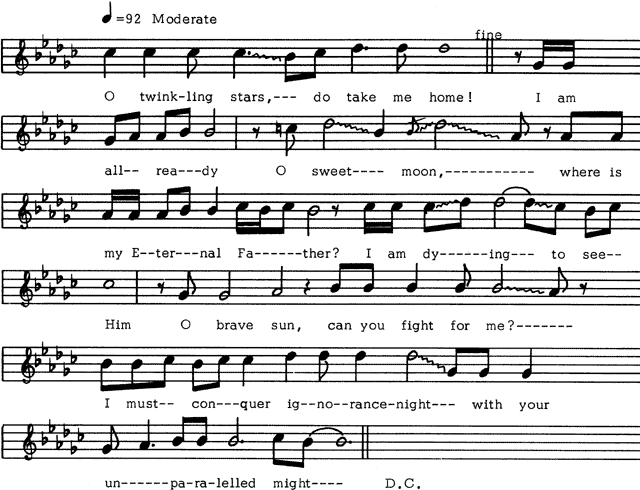 ♩=92 Moderate
fine
O twink-ling stars,--- do take me home! I am
all-- rea---dy O sweet---- moon,----------- where is
my E--ter---nal Fa------ther? I am dy------ing--- to see--
Him O brave sun, can you fight for me?-------
I must-- con---quer ig--no--rance-night--- with your
un------pa-ra-lelled might---- D.C.